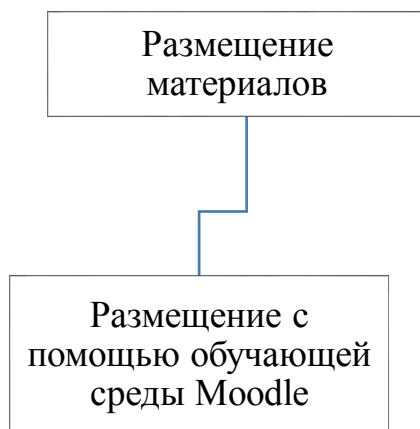 Размещение
материалов
Размещение с
помощью обучающей
среды Moodle